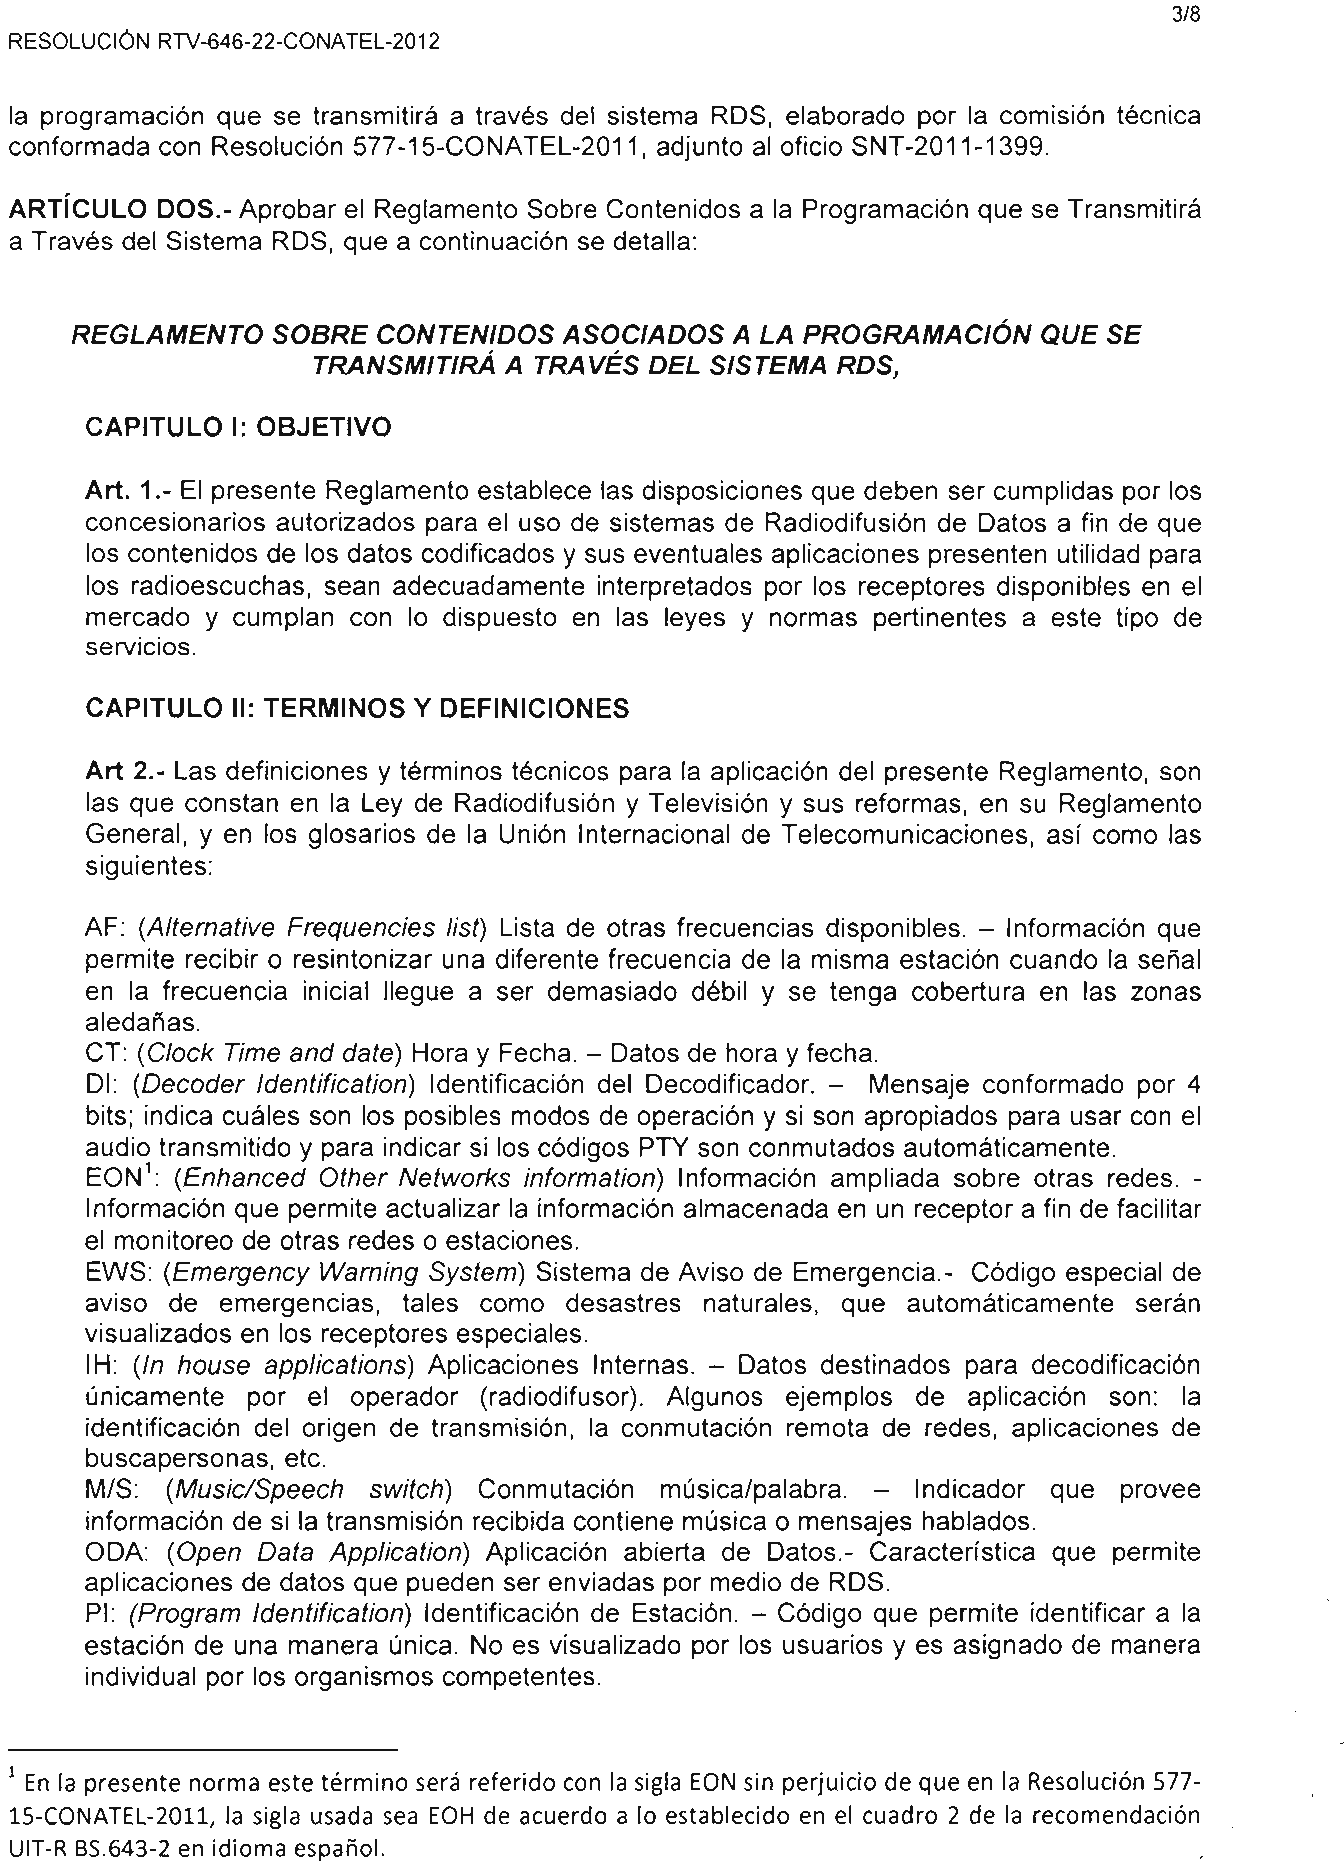 3/8
RESOLUCIÓN RTV-646-22-CONATEL-2012
la programación que se transmitirá a través del sistema RDS, elaborado por la comisión técnica
conformada con Resolución 577-15-CONATEL-2011, adjunto al oficio SNT-2011-1399.
ARTÍCULO DOS.- Aprobar el Reglamento Sobre Contenidos a la Programación que se Transmitirá
a Través del Sistema RDS, que a continuación se detalla:
REGLAMENTO SOBRE CONTENIDOS ASOCIADOS A LA PROGRAMACIÓN QUE SE
TRANSMITIRÁ A TRAVÉS DEL SISTEMA RDS,
CAPITULO I: OBJETIVO
Art. 1.- El presente Reglamento establece las disposiciones que deben ser cumplidas por los
concesionarios autorizados para el uso de sistemas de Radiodifusión de Datos a fin de que
los contenidos de los datos codificados y sus eventuales aplicaciones presenten utilidad para
los radioescuchas, sean adecuadamente interpretados por los receptores disponibles en el
mercado y cumplan con lo dispuesto en las leyes y normas pertinentes a este tipo de
servicios.
CAPITULO II: TERMINOS Y DEFINICIONES
Art 2.- Las definiciones y términos técnicos para la aplicación del presente Reglamento, son
las que constan en la Ley de Radiodifusión y Televisión y sus reformas, en su Reglamento
General, y en los glosarios de la Unión Internacional de Telecomunicaciones, así como las
siguientes:
AF: (Alternative Frequencies list) Lista de otras frecuencias disponibles. – Información que
permite recibir o resintonizar una diferente frecuencia de la misma estación cuando la señal
en la frecuencia inicial llegue a ser demasiado débil y se tenga cobertura en las zonas
aledañas.
CT: (Clock Time and date) Hora y Fecha. – Datos de hora y fecha.
DI: (Decoder Identification) Identificación del Decodificador. – Mensaje conformado por 4
bits; indica cuáles son los posibles modos de operación y si son apropiados para usar con el
audio transmitido y para indicar si los códigos PTY son conmutados automáticamente.
EON¹: (Enhanced Other Networks information) Información ampliada sobre otras redes. -
Información que permite actualizar la información almacenada en un receptor a fin de facilitar
el monitoreo de otras redes o estaciones.
EWS: (Emergency Warning System) Sistema de Aviso de Emergencia.- Código especial de
aviso de emergencias, tales como desastres naturales, que automáticamente serán
visualizados en los receptores especiales.
IH: (In house applications) Aplicaciones Internas. – Datos destinados para decodificación
únicamente por el operador (radiodifusor). Algunos ejemplos de aplicación son: la
identificación del origen de transmisión, la conmutación remota de redes, aplicaciones de
buscapersonas, etc.
M/S: (Music/Speech switch) Conmutación música/palabra. – Indicador que provee
información de si la transmisión recibida contiene música o mensajes hablados.
ODA: (Open Data Application) Aplicación abierta de Datos.- Característica que permite
aplicaciones de datos que pueden ser enviadas por medio de RDS.
PI: (Program Identification) Identificación de Estación. – Código que permite identificar a la
estación de una manera única. No es visualizado por los usuarios y es asignado de manera
individual por los organismos competentes.
¹ En la presente norma este término será referido con la sigla EON sin perjuicio de que en la Resolución 577-
15-CONATEL-2011, la sigla usada sea EOH de acuerdo a lo establecido en el cuadro 2 de la recomendación
UIT-R BS.643-2 en idioma español.